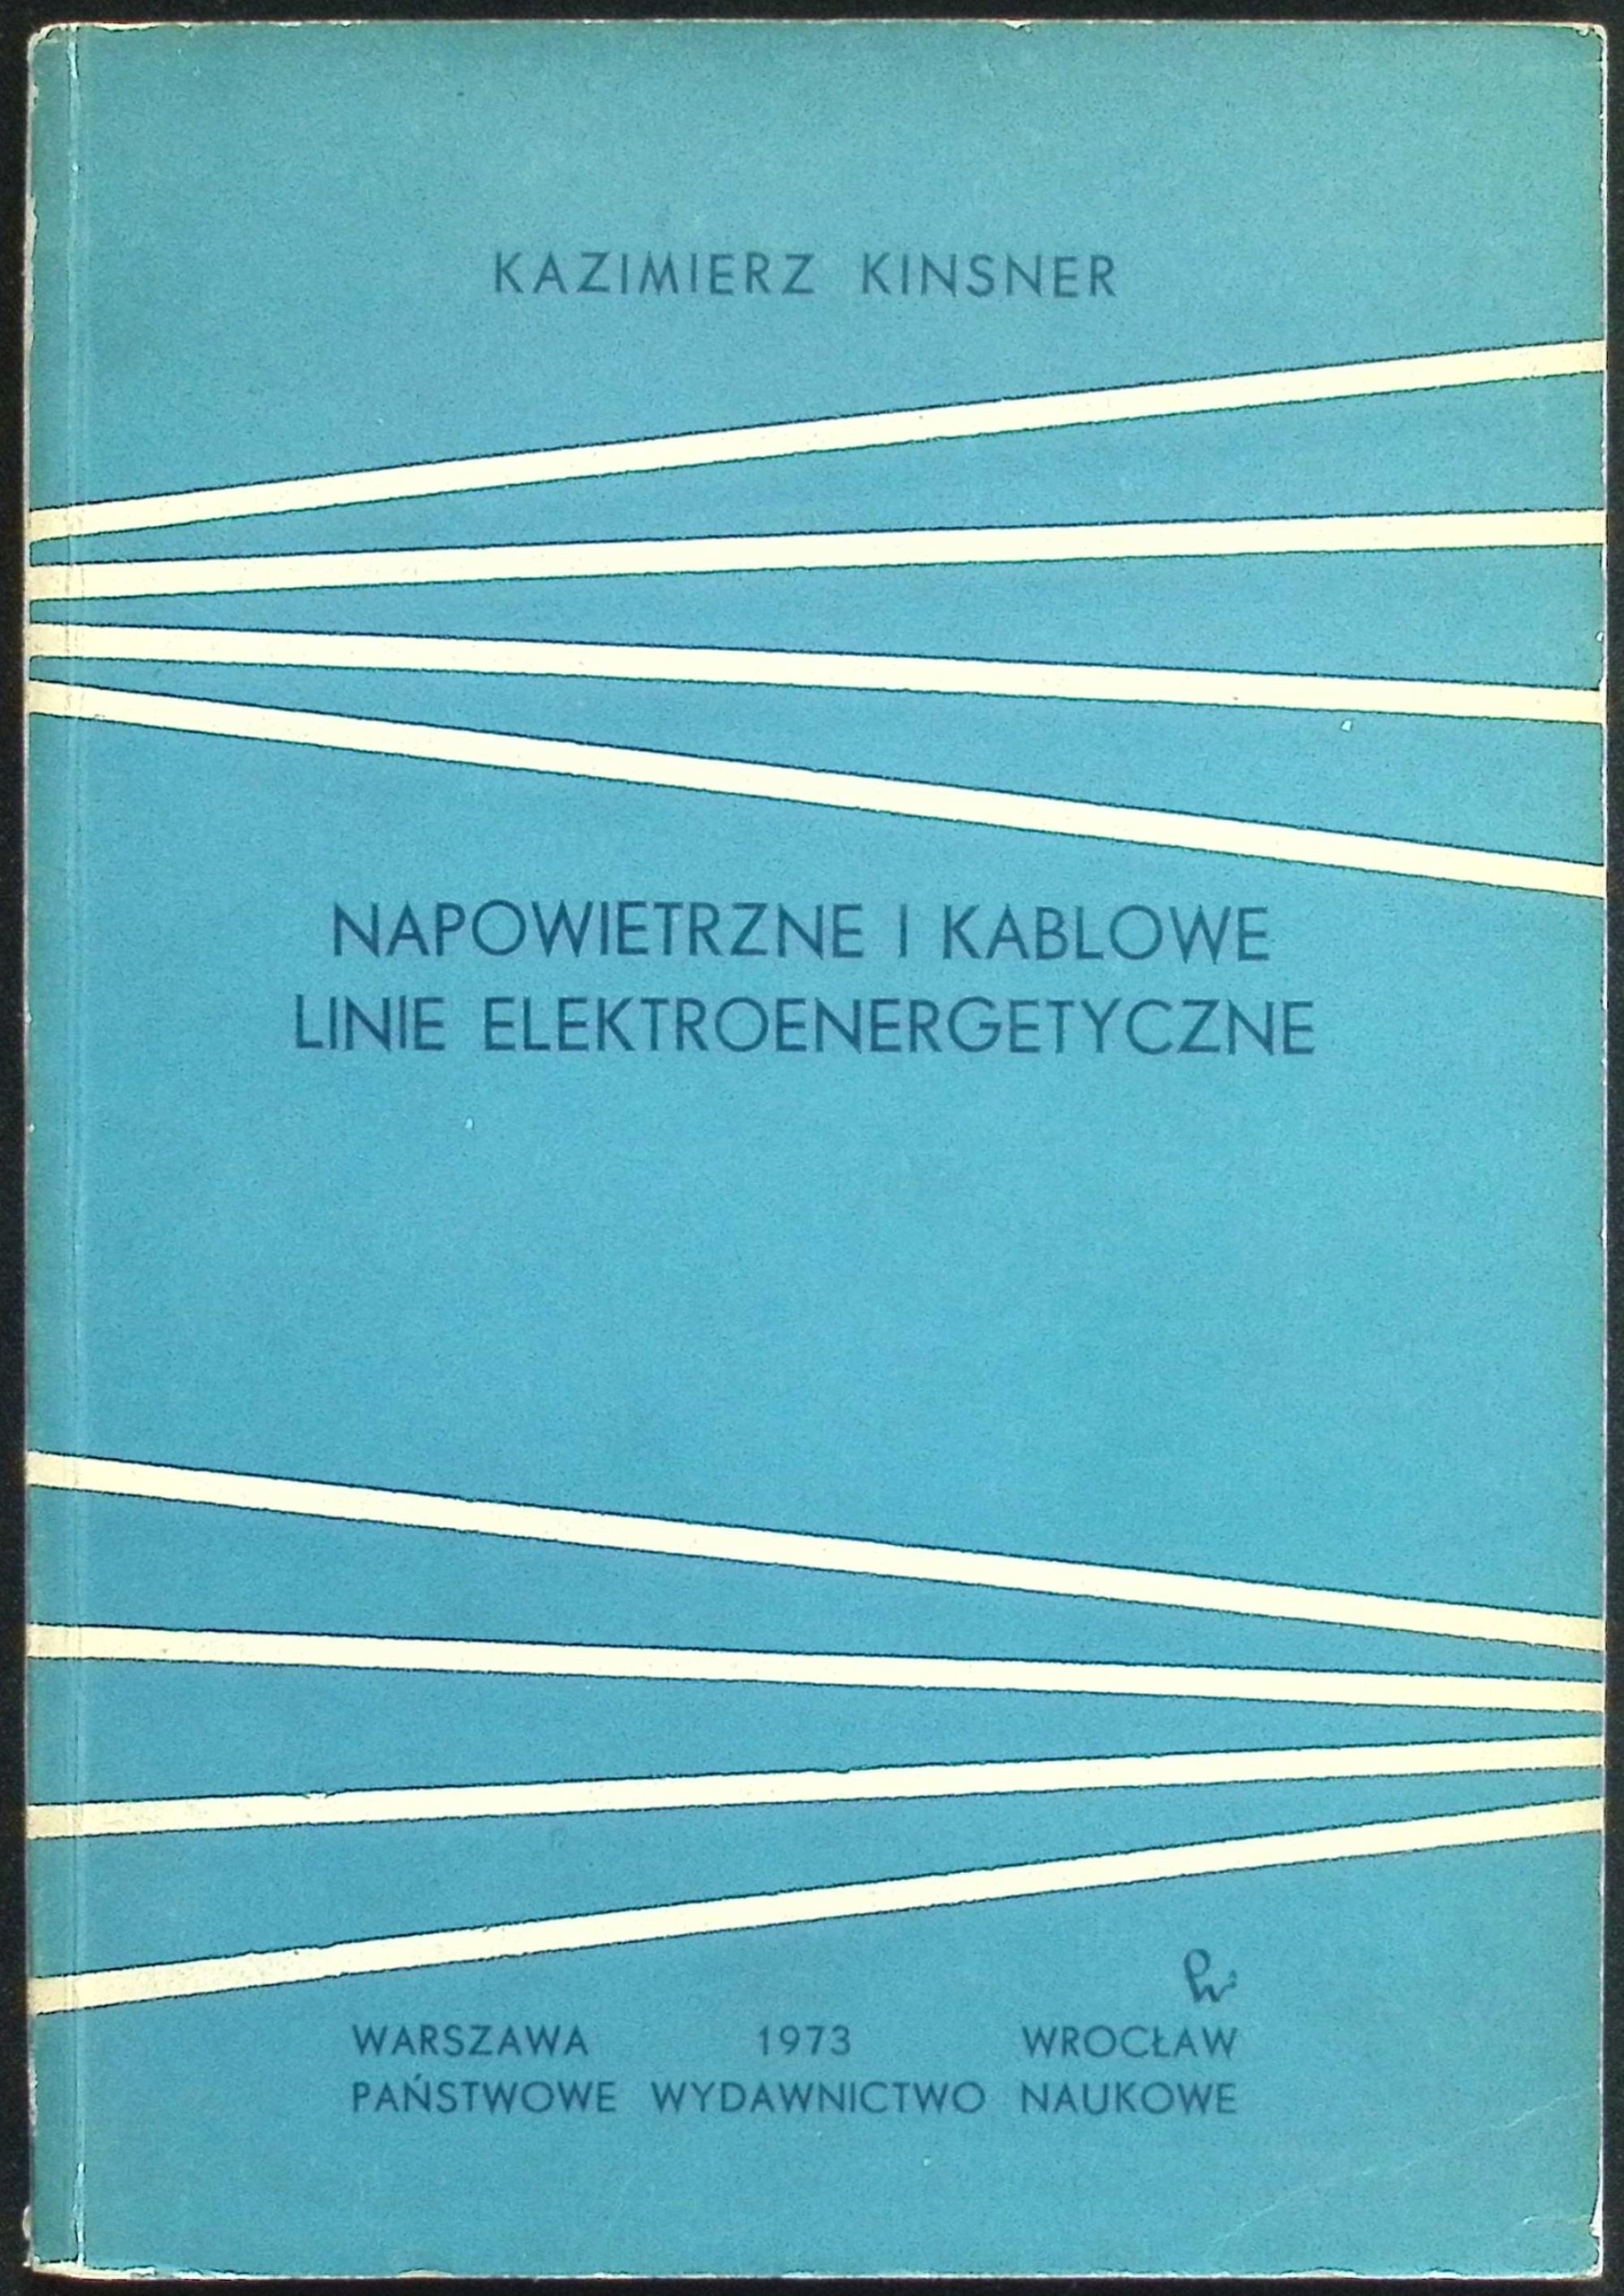 KAZIMIERZ KINSNER
NAPOWIETRZNE I KABLOWE
LINIE ELEKTROENERGETYCZNE
WARSZAWA 1973 WROCŁAW
PAŃSTWOWE WYDAWNICTWO NAUKOWE